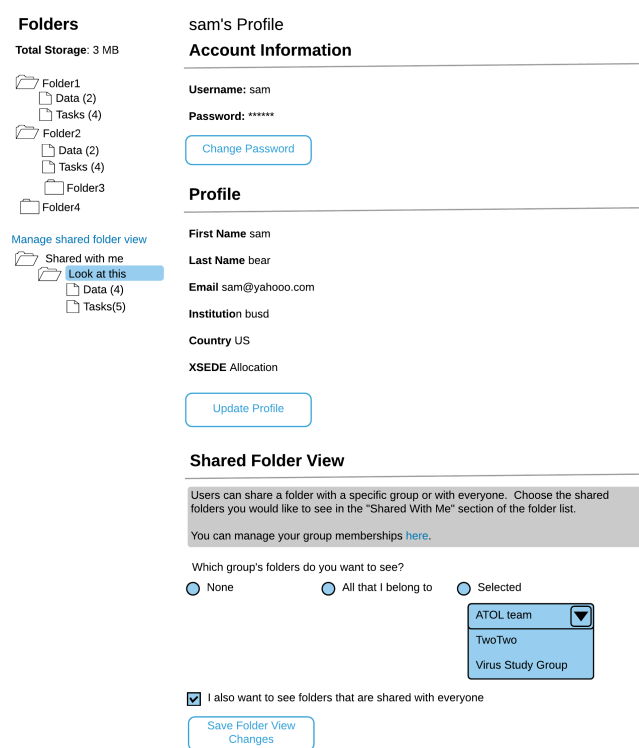 Folders
Total Storage: 3 MB
Folder1
Data (2)
Tasks (4)
Folder2
Data (2)
Tasks (4)
Folder3
Folder4
Manage shared folder view
Shared with me
Look at this
Data (4)
Tasks(5)
sam's Profile
Account Information
Username: sam
Password: ******
Change Password
Profile
First Name sam
Last Name bear
Email sam@yahooo.com
Institution busd
Country US
XSEDE Allocation
Update Profile
Shared Folder View
Users can share a folder with a specific group or with everyone.  Choose the shared
folders you would like to see in the "Shared With Me" section of the folder list.
You can manage your group memberships here.
Which group's folders do you want to see?
None
All that I belong to
Selected
ATOL team
TwoTwo
Virus Study Group
I also want to see folders that are shared with everyone
Save Folder View
Changes